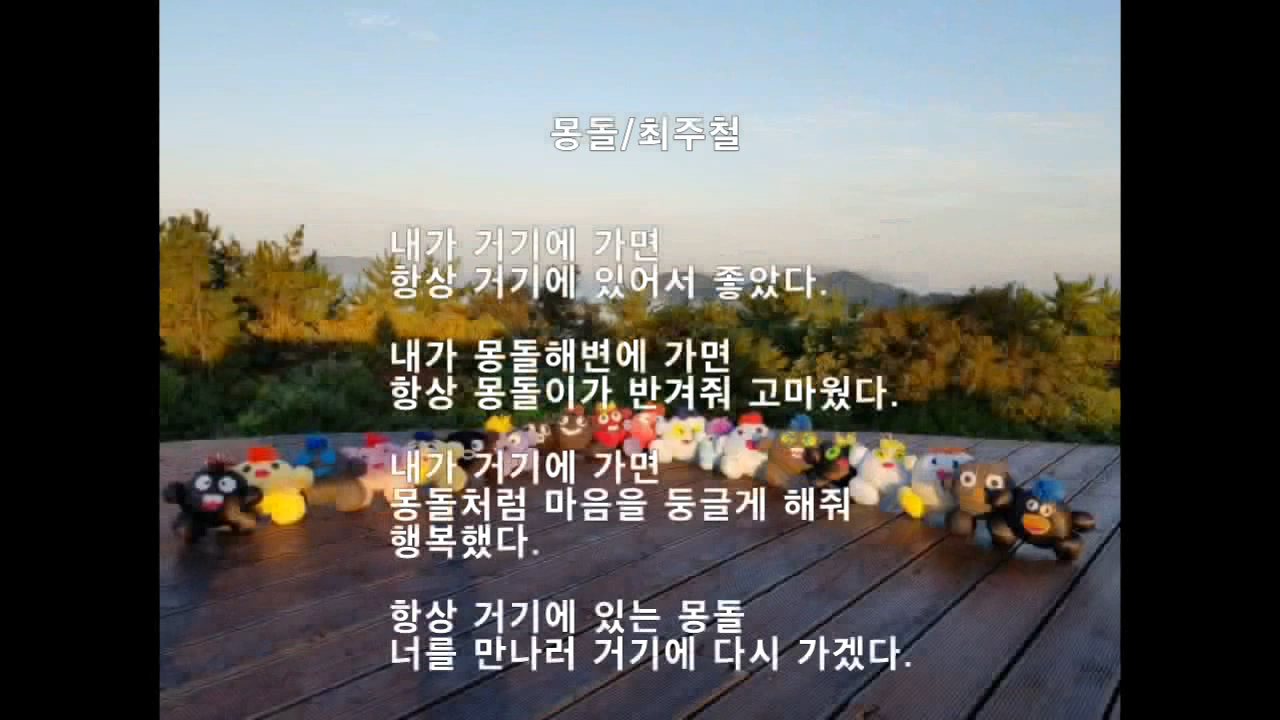 몽돌/최주철
내가 거기에 가면
항상 거기에 있어서 좋았다.
내가 몽돌해변에 가면
항상 몽돌이가 반겨줘 고마웠다.
내가 거기에 가면
몽돌처럼 마음을 둥글게 해줘
행복했다.
항상 거기에 있는 몽돌
너를 만나러 거기에 다시 가겠다.